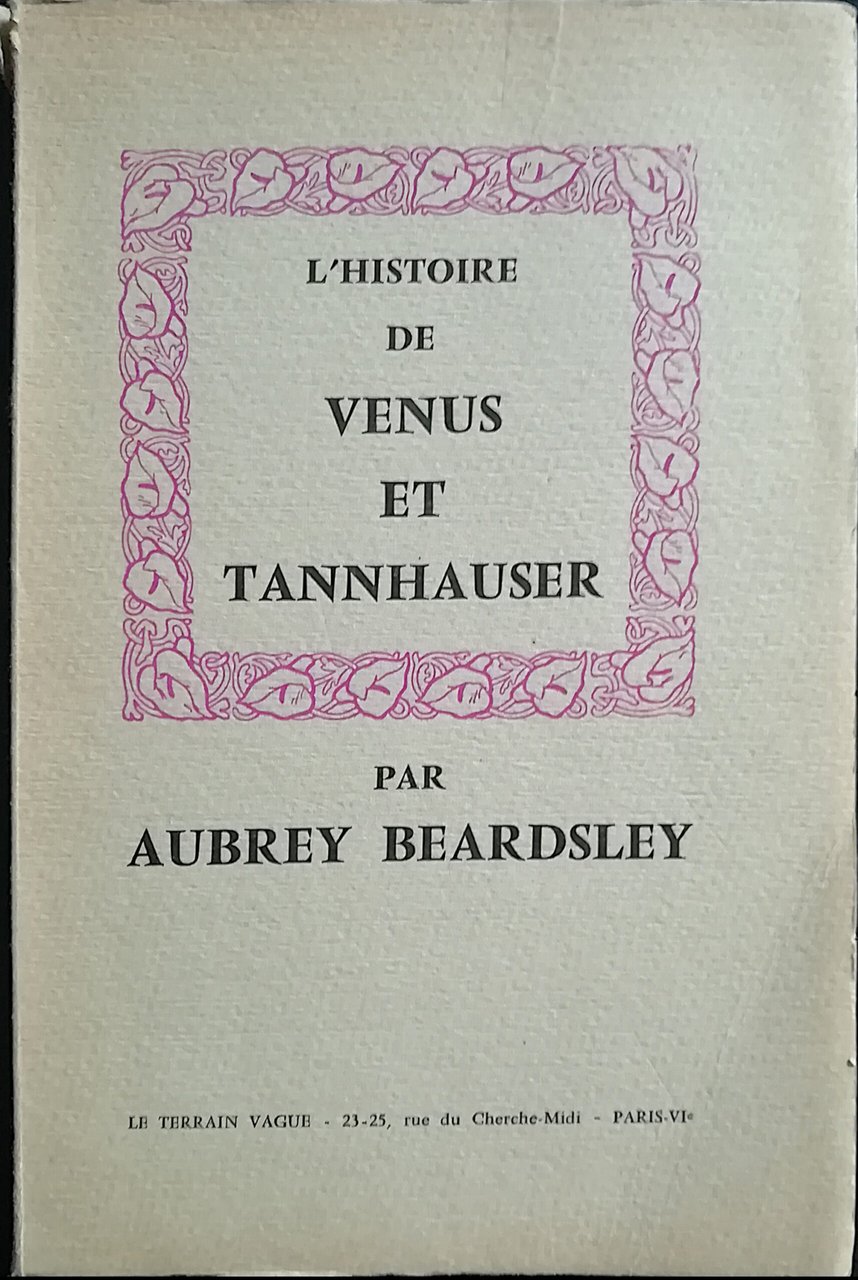 L'HISTOIRE
DE
VENUS
ET
TANNHAUSER
PAR
AUBREY BEARDSLEY
LE TERRAIN VAGUE - 23-25, rue du Cherche-Midi - PARIS-VIᵉ